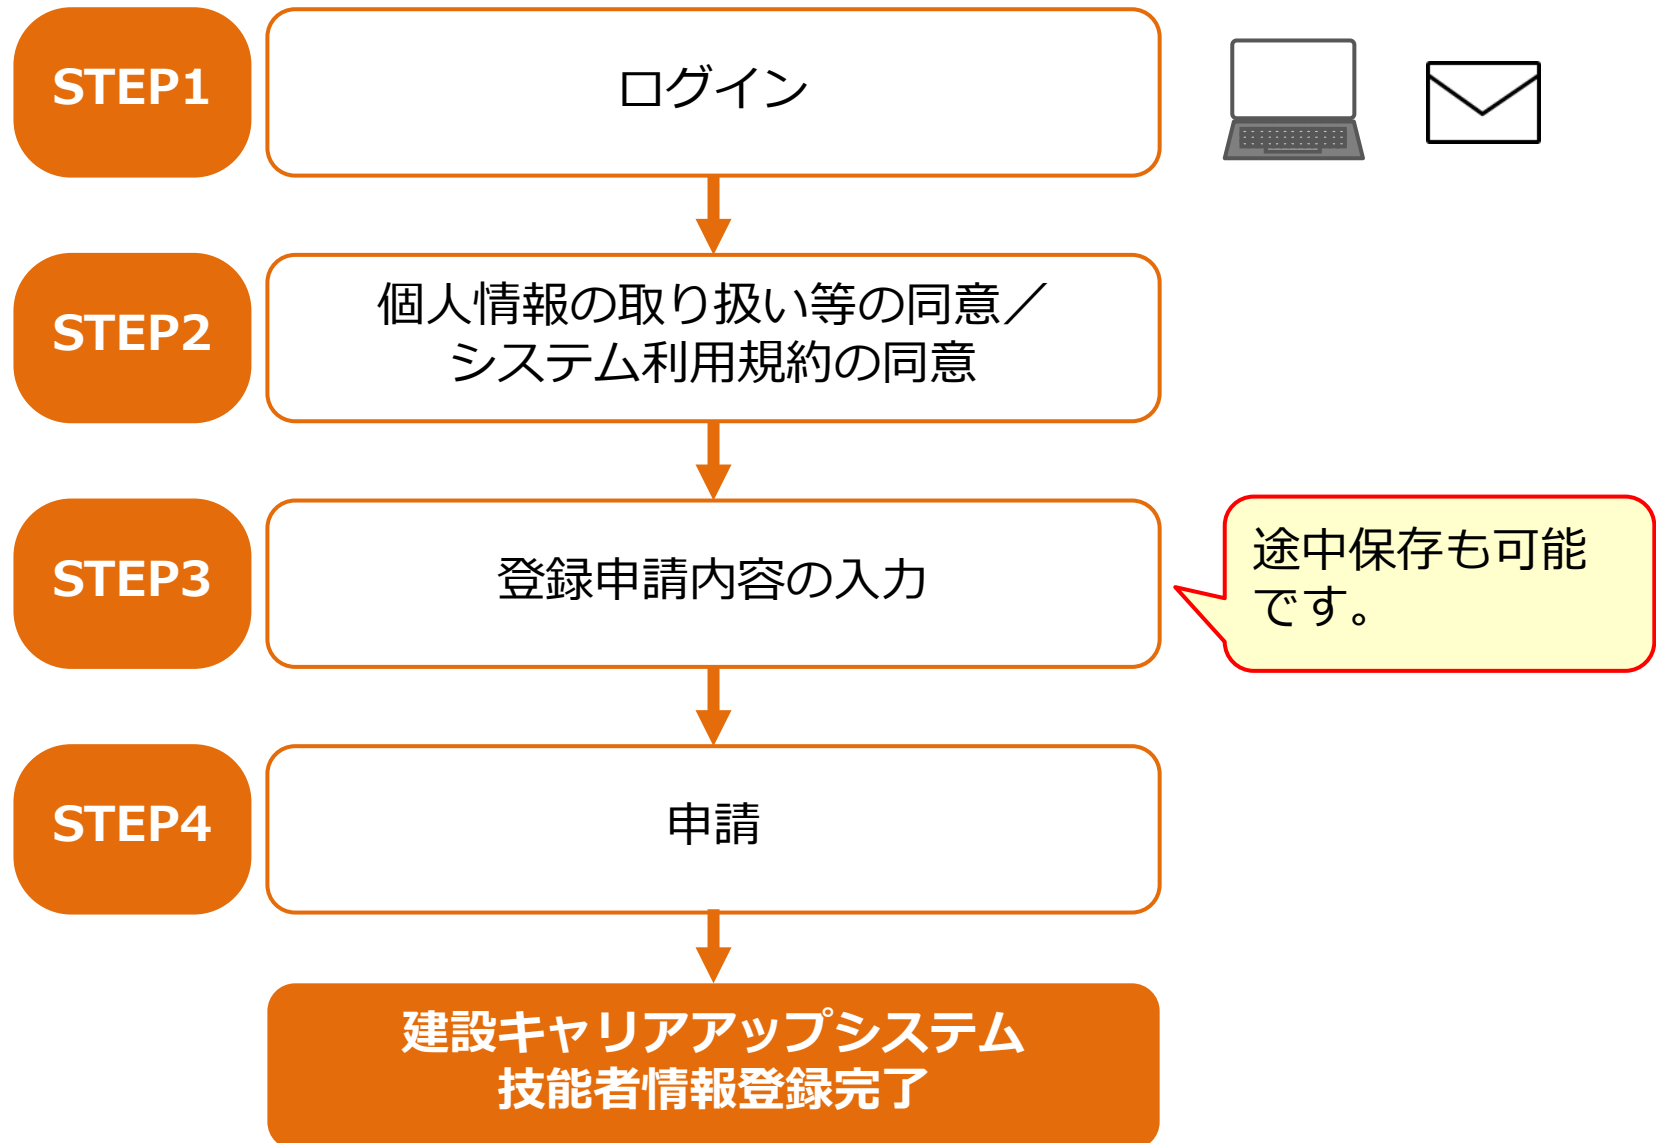 STEP1
ログイン
STEP2
個人情報の取り扱い等の同意／
システム利用規約の同意
STEP3
登録申請内容の入力
途中保存も可能
です。
STEP4
申請
建設キャリアアップシステム
技能者情報登録完了